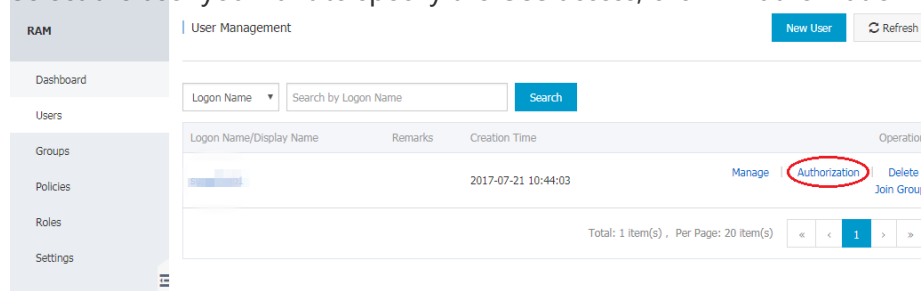 RAM
User Management
New User
Refresh
Dashboard
Users
Groups
Policies
Roles
Settings
Logon Name
Search by Logon Name
Search
Logon Name/Display Name Remarks Creation Time Operation
2017-07-21 10:44:03 Manage | Authorization | Delete
Join Group
Total: 1 item(s) , Per Page: 20 item(s) « ‹ 1 › »